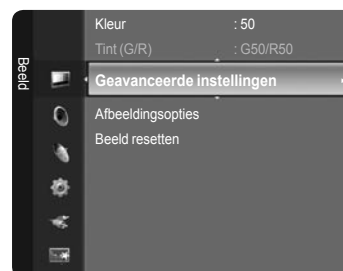 Beeld
Kleur : 50
Tint (G/R) : G50/R50
Geavanceerde instellingen
Afbeeldingsopties
Beeld resetten